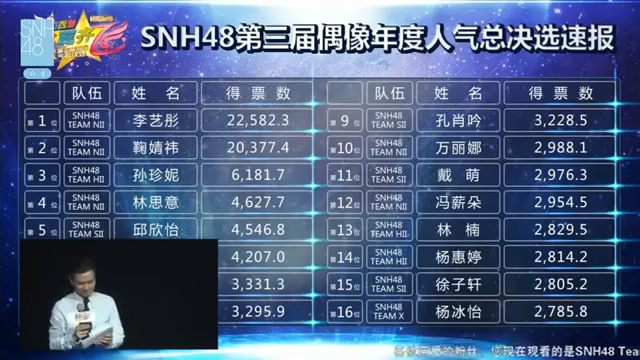 SNH
48
SNH48第三届偶像年度人气总决选速报
队伍 姓名 得票数 队伍 姓名 得票数
第1位 SNH48 TEAM NII 李艺彤 22,582.3 第9位 SNH48 TEAM SII 孔肖吟 3,228.5
第2位 SNH48 TEAM NII 鞠婧祎 20,377.4 第10位 SNH48 TEAM NII 万丽娜 2,988.1
第3位 SNH48 TEAM HII 孙珍妮 6,181.7 第11位 SNH48 TEAM SII 戴萌 2,976.3
第4位 SNH48 TEAM NII 林思意 4,627.7 第12位 SNH48 TEAM NII 冯薪朵 2,954.5
第5位 SNH48 TEAM SII 邱欣怡 4,546.8 第13位 SNH48 TEAM HII 林楠 2,829.5
4,207.0 第14位 SNH48 TEAM HII 杨惠婷 2,814.2
3,331.3 第15位 SNH48 TEAM SII 徐子轩 2,805.2
3,295.9 第16位 SNH48 TEAM X 杨冰怡 2,785.8
的粉丝 你现在观看的是SNH48 Tea